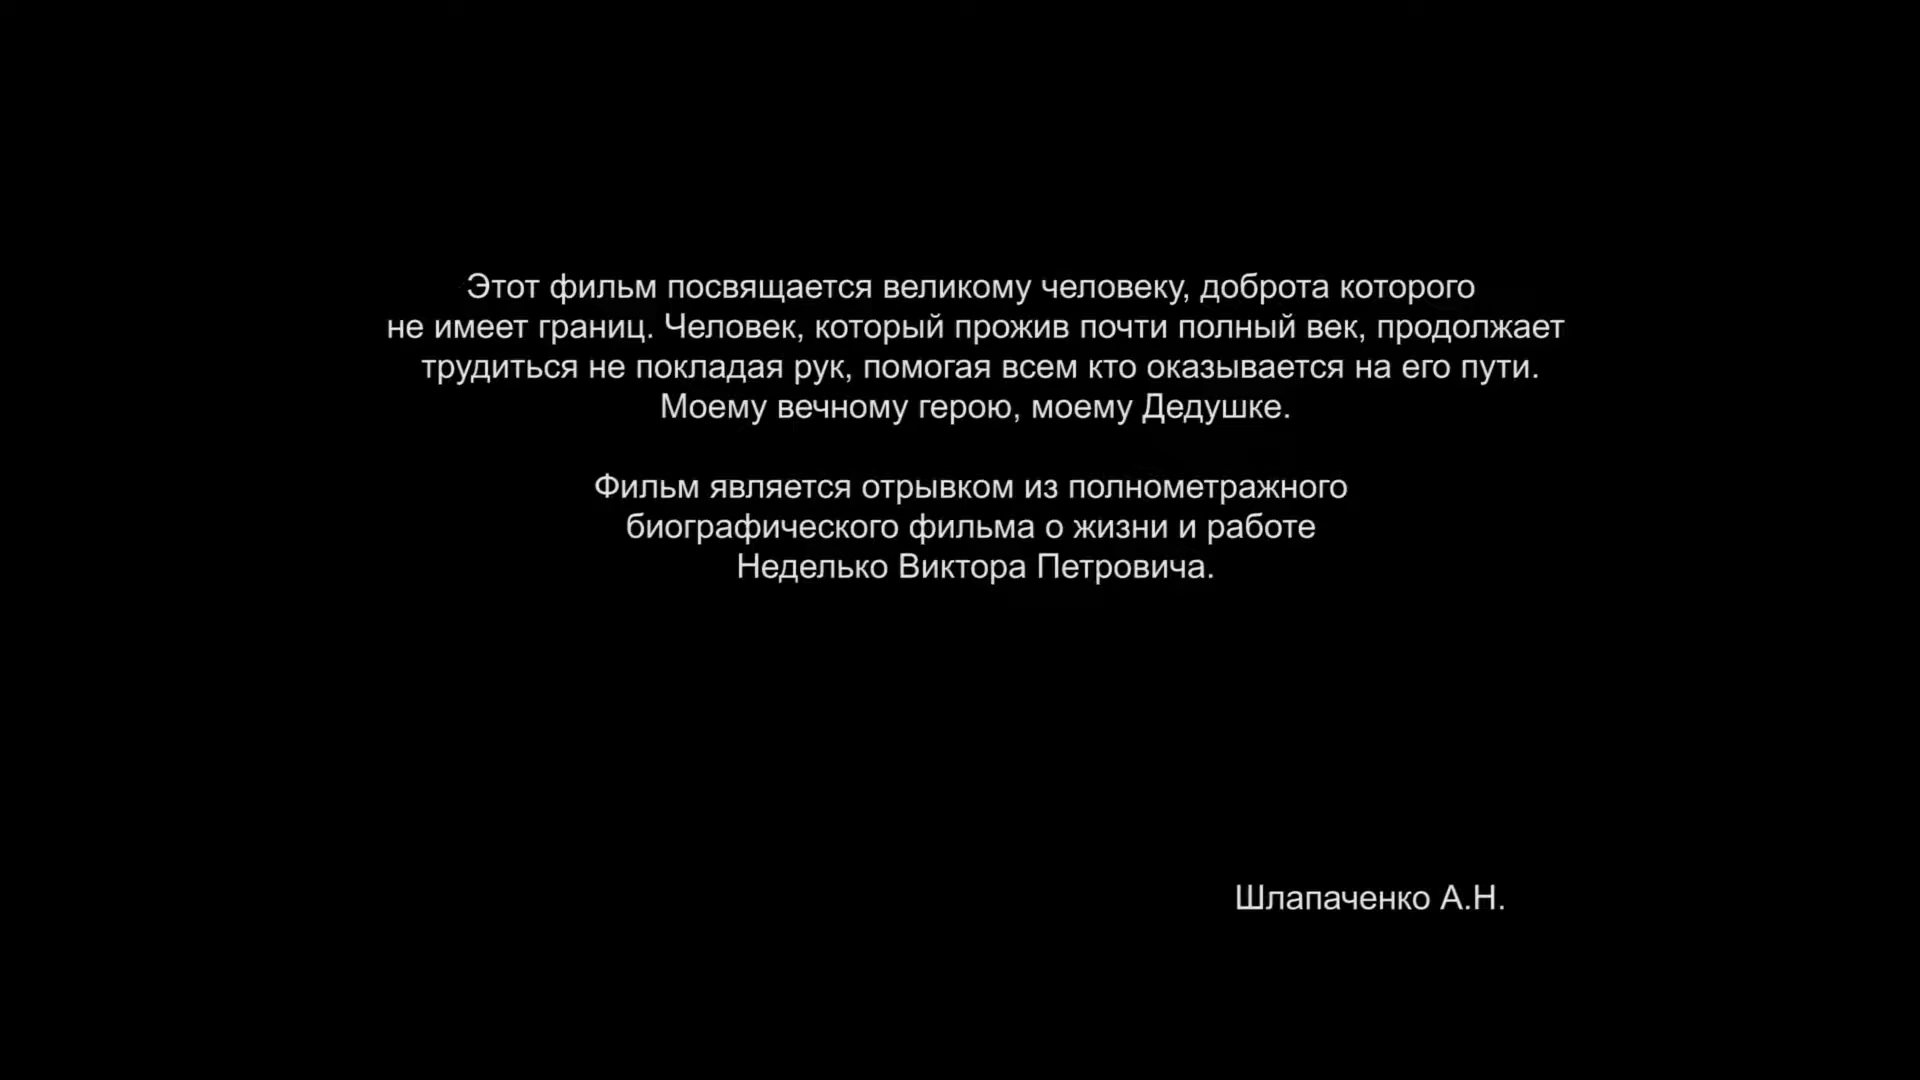 Этот фильм посвящается великому человеку, доброта которого
не имеет границ. Человек, который прожив почти полный век, продолжает
трудиться не покладая рук, помогая всем кто оказывается на его пути.
Моему вечному герою, моему Дедушке.
Фильм является отрывком из полнометражного
биографического фильма о жизни и работе
Неделько Виктора Петровича.
Шлапаченко А.Н.